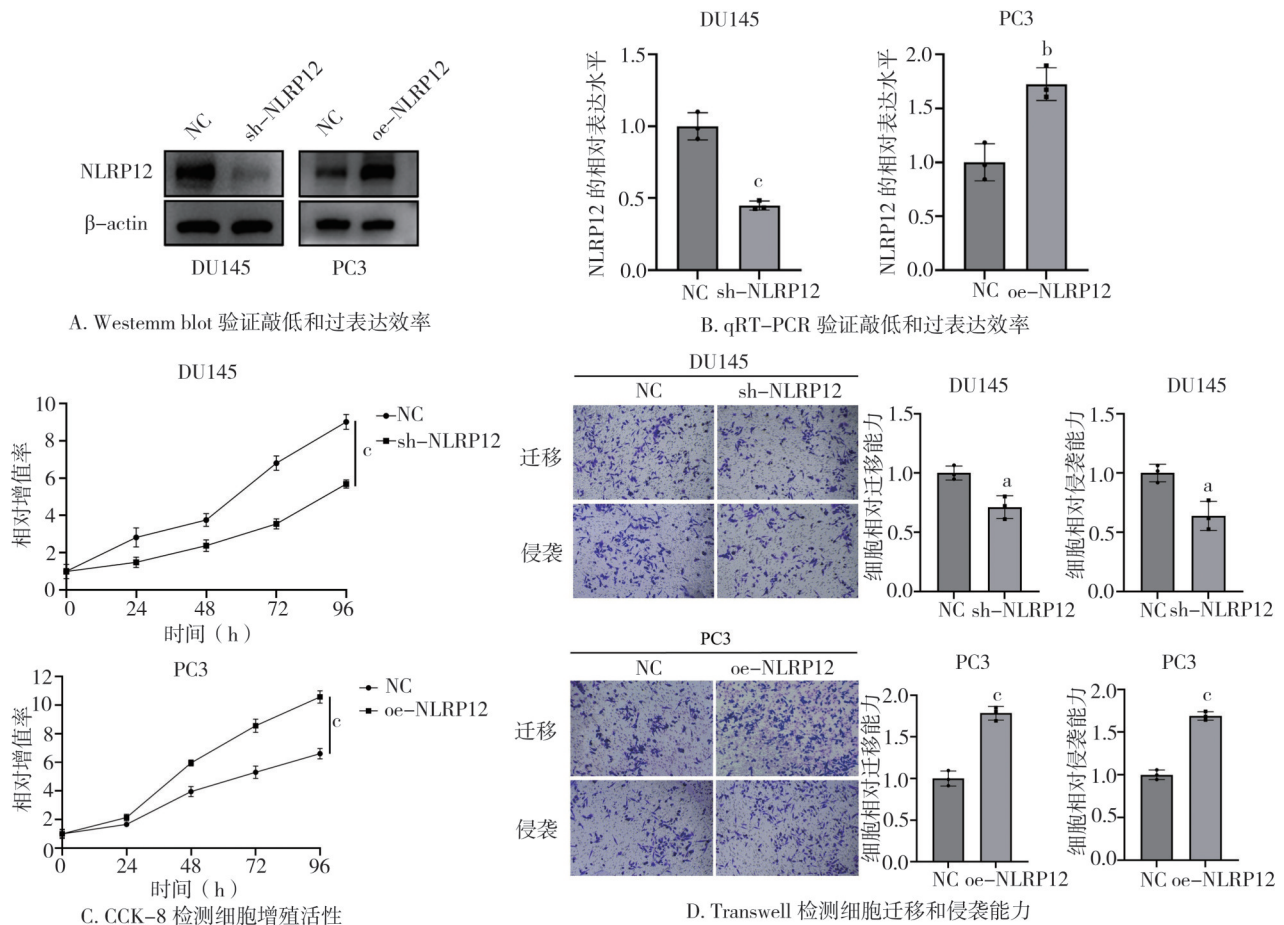 NC
sh-NLRP12
NC
oe-NLRP12
NLRP12
β-actin
DU145
PC3
A. Westemm blot 验证敲低和过表达效率
DU145
NLRP12 的相对表达水平
1.5
1.0
0.5
0.0
c
NC sh-NLRP12
PC3
NLRP12 的相对表达水平
2.0
1.5
1.0
0.5
0.0
b
NC oe-NLRP12
B. qRT-PCR 验证敲低和过表达效率
DU145
相对增值率
10
8
6
4
2
0
0 24 48 72 96
时间（h）
NC
sh-NLRP12
c
PC3
相对增值率
12
10
8
6
4
2
0
0 24 48 72 96
时间（h）
NC
oe-NLRP12
c
C. CCK-8 检测细胞增殖活性
DU145
NC sh-NLRP12
迁移
侵袭
DU145
细胞相对迁移能力
1.5
1.0
0.5
0.0
a
NC sh-NLRP12
DU145
细胞相对侵袭能力
1.5
1.0
0.5
0.0
a
NC sh-NLRP12
PC3
NC oe-NLRP12
迁移
侵袭
PC3
细胞相对迁移能力
2.0
1.5
1.0
0.5
0.0
c
NC oe-NLRP12
PC3
细胞相对侵袭能力
2.0
1.5
1.0
0.5
0.0
c
NC oe-NLRP12
D. Transwell 检测细胞迁移和侵袭能力